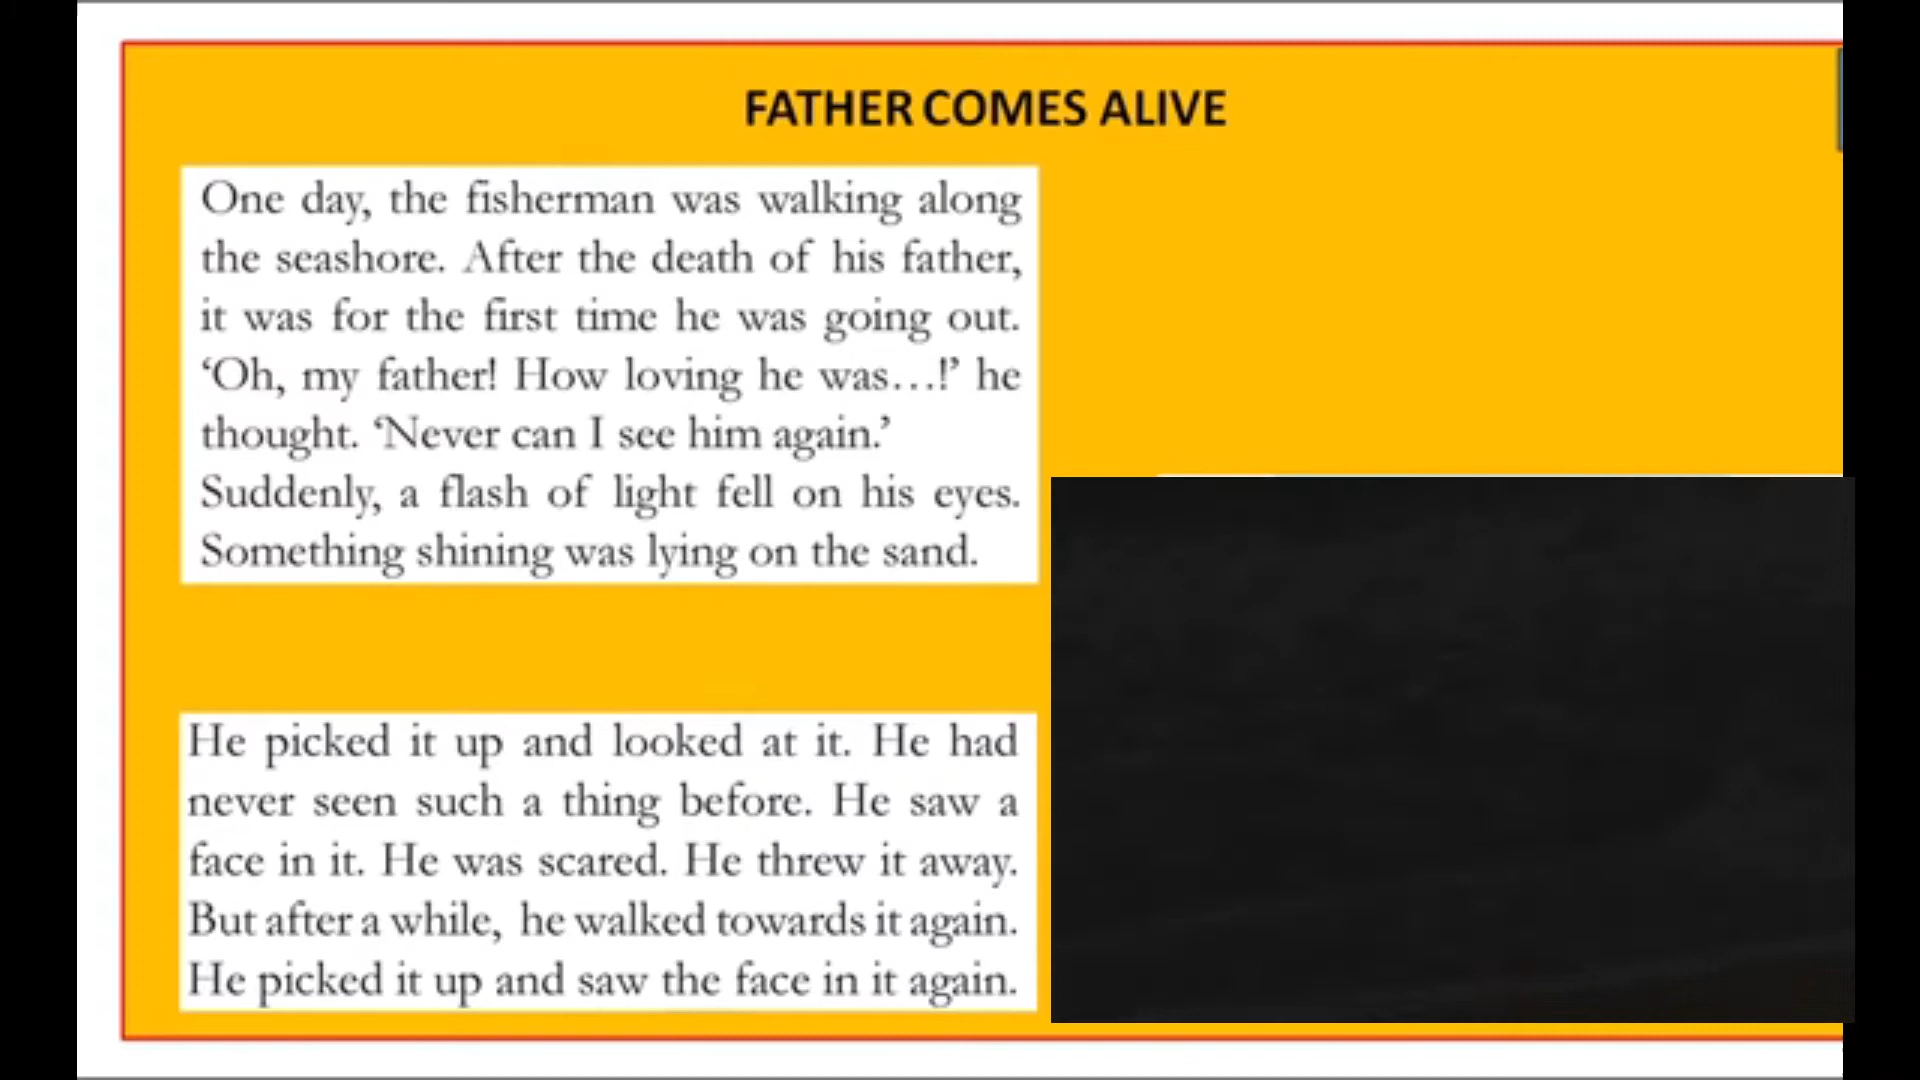 FATHER COMES ALIVE
One day, the fisherman was walking along
the seashore. After the death of his father,
it was for the first time he was going out.
‘Oh, my father! How loving he was…!’ he
thought. ‘Never can I see him again.’
Suddenly, a flash of light fell on his eyes.
Something shining was lying on the sand.
He picked it up and looked at it. He had
never seen such a thing before. He saw a
face in it. He was scared. He threw it away.
But after a while, he walked towards it again.
He picked it up and saw the face in it again.